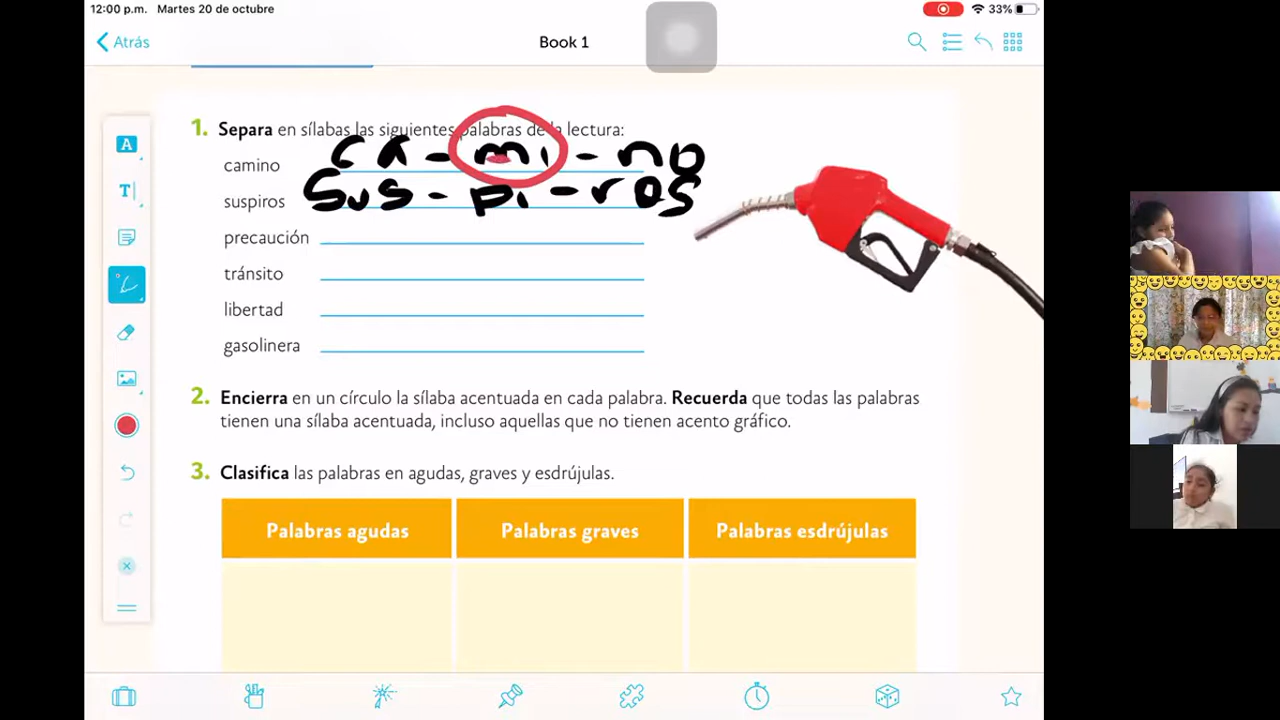 12:00 p.m. Martes 20 de octubre
33%
Atrás
Book 1
A
T
1. Separa en sílabas las siguientes palabras de la lectura:
camino ca - mi - no
suspiros Sus - pi - ros
precaución
tránsito
libertad
gasolinera
2. Encierra en un círculo la sílaba acentuada en cada palabra. Recuerda que todas las palabras
tienen una sílaba acentuada, incluso aquellas que no tienen acento gráfico.
3. Clasifica las palabras en agudas, graves y esdrújulas.
Palabras agudas Palabras graves Palabras esdrújulas